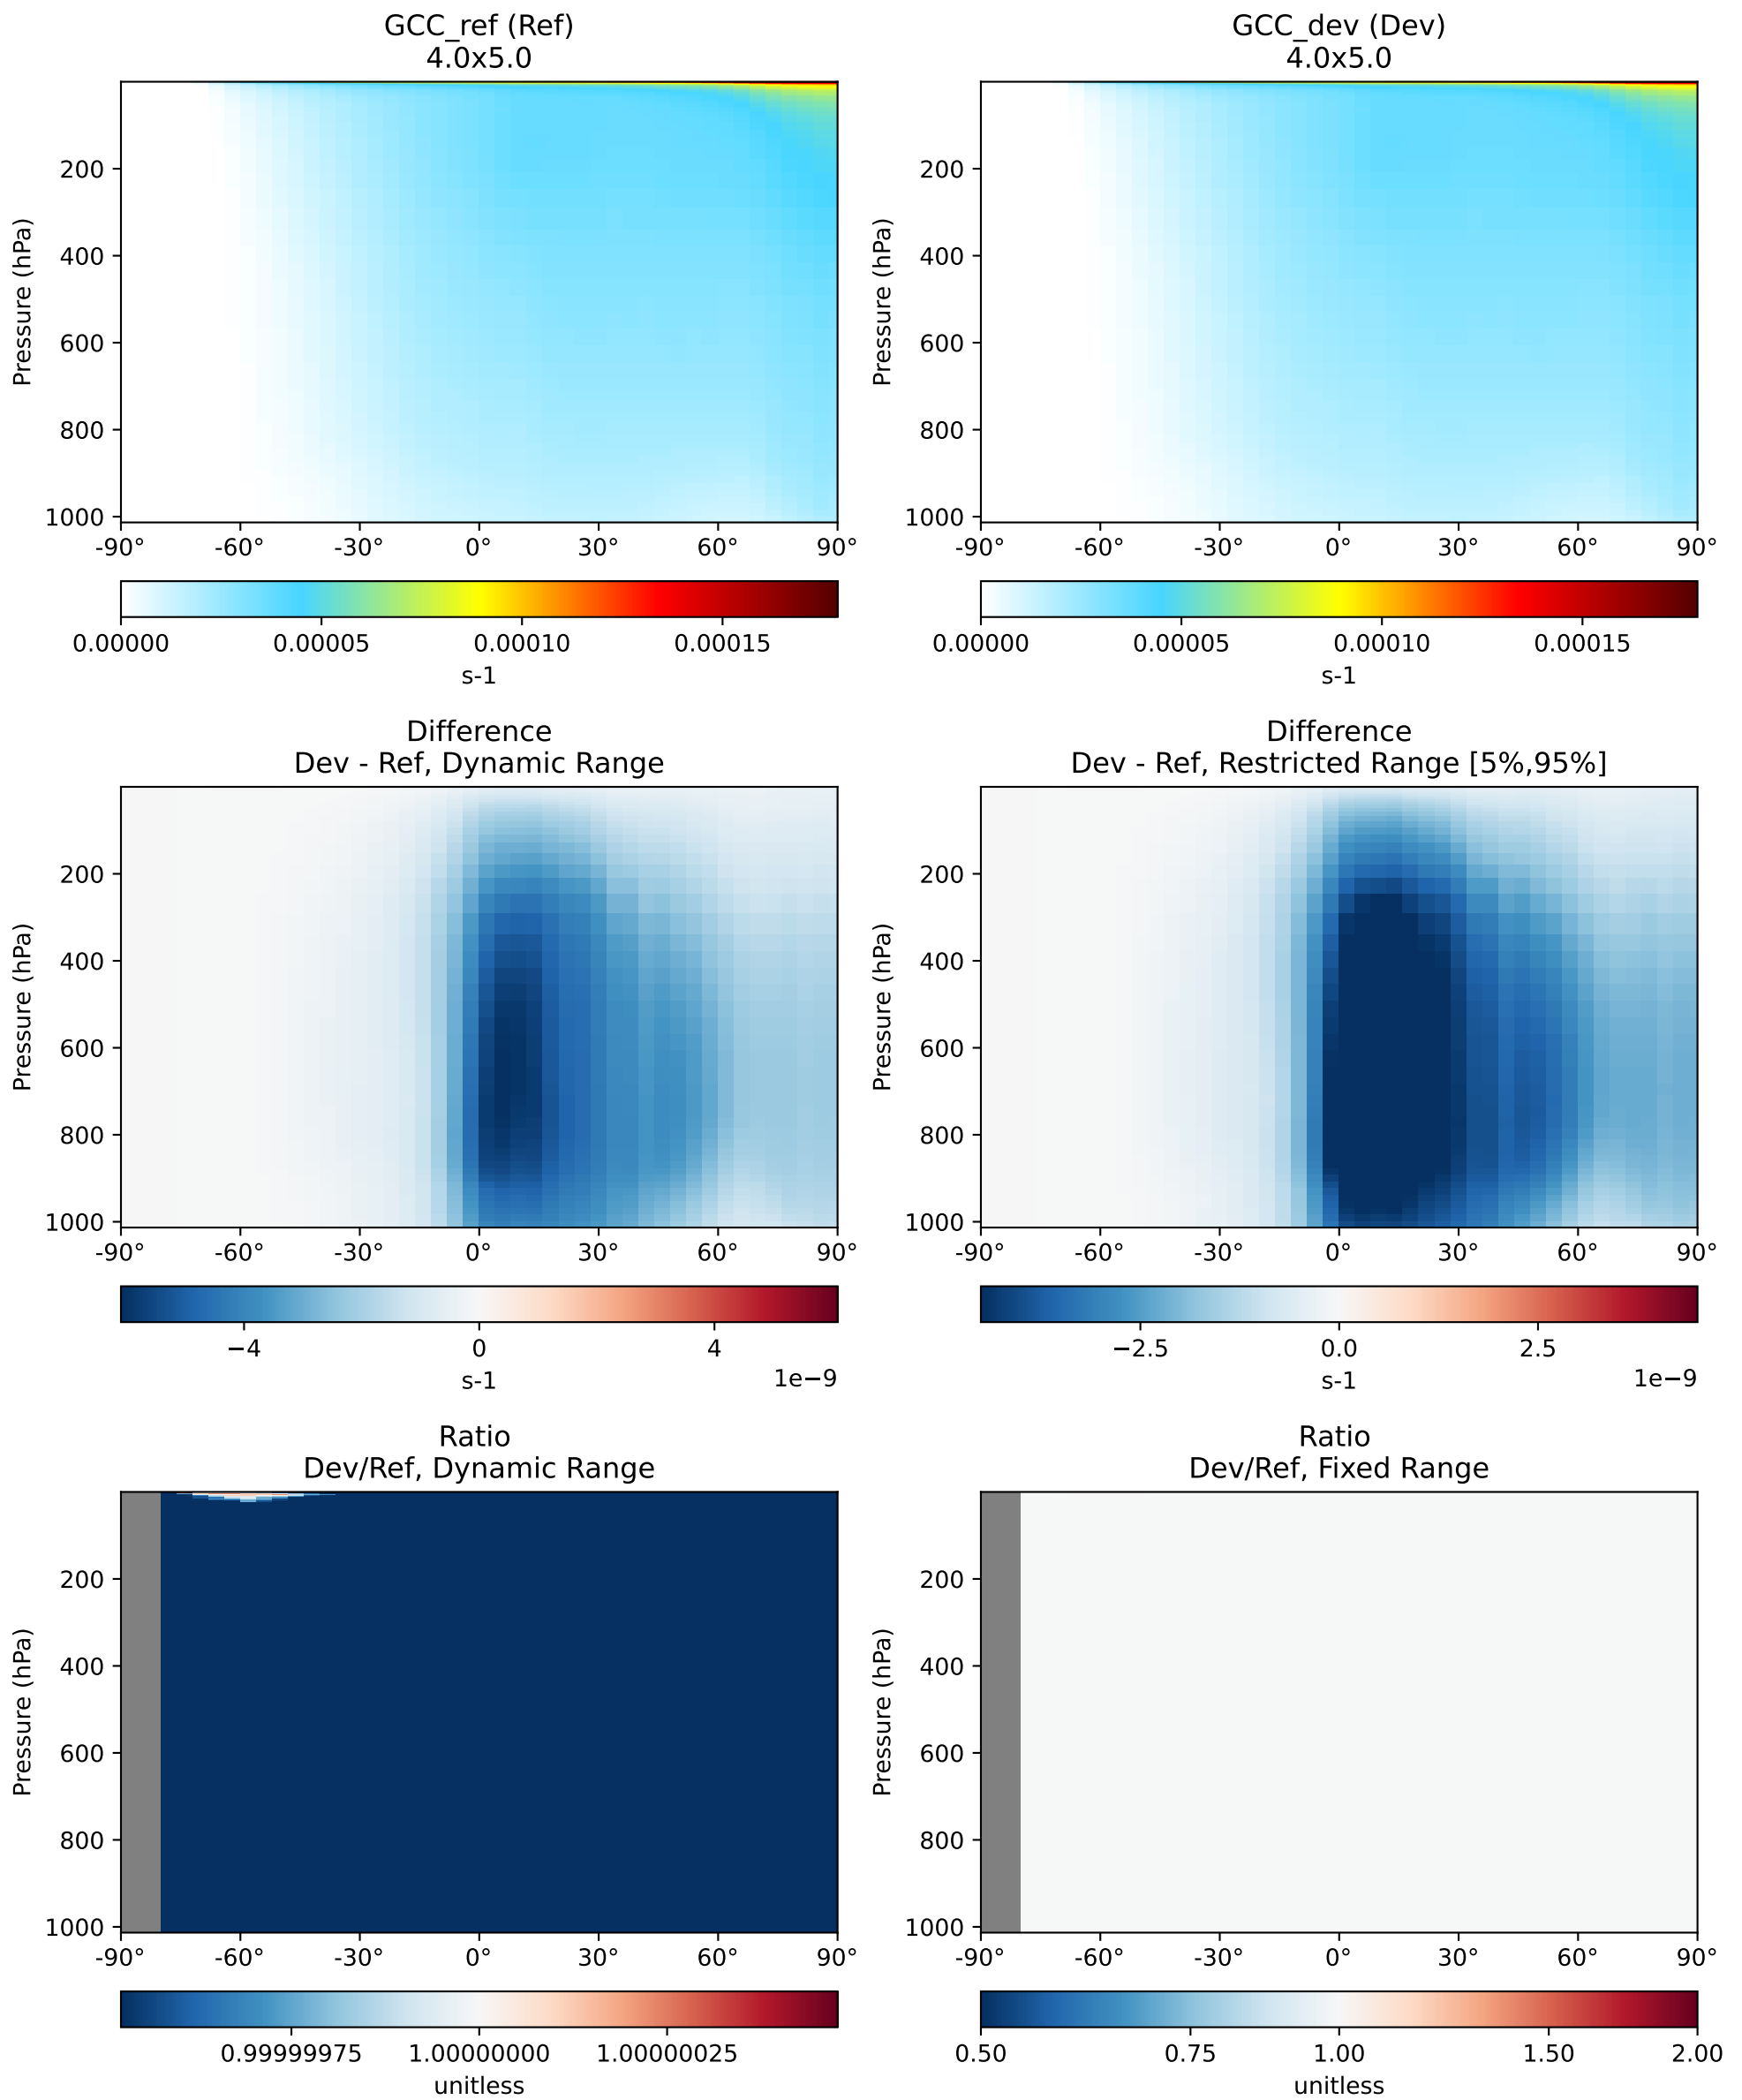 GCC_ref (Ref)
4.0x5.0
Pressure (hPa)
200
400
600
800
1000
-90° -60° -30° 0° 30° 60° 90°
0.00000 0.00005 0.00010 0.00015
s-1
GCC_dev (Dev)
4.0x5.0
Pressure (hPa)
200
400
600
800
1000
-90° -60° -30° 0° 30° 60° 90°
0.00000 0.00005 0.00010 0.00015
s-1
Difference
Dev - Ref, Dynamic Range
Pressure (hPa)
200
400
600
800
1000
-90° -60° -30° 0° 30° 60° 90°
−4 0 4
s-1 1e−9
Difference
Dev - Ref, Restricted Range [5%,95%]
Pressure (hPa)
200
400
600
800
1000
-90° -60° -30° 0° 30° 60° 90°
−2.5 0.0 2.5
s-1 1e−9
Ratio
Dev/Ref, Dynamic Range
Pressure (hPa)
200
400
600
800
1000
-90° -60° -30° 0° 30° 60° 90°
0.99999975 1.00000000 1.00000025
unitless
Ratio
Dev/Ref, Fixed Range
Pressure (hPa)
200
400
600
800
1000
-90° -60° -30° 0° 30° 60° 90°
0.50 0.75 1.00 1.50 2.00
unitless